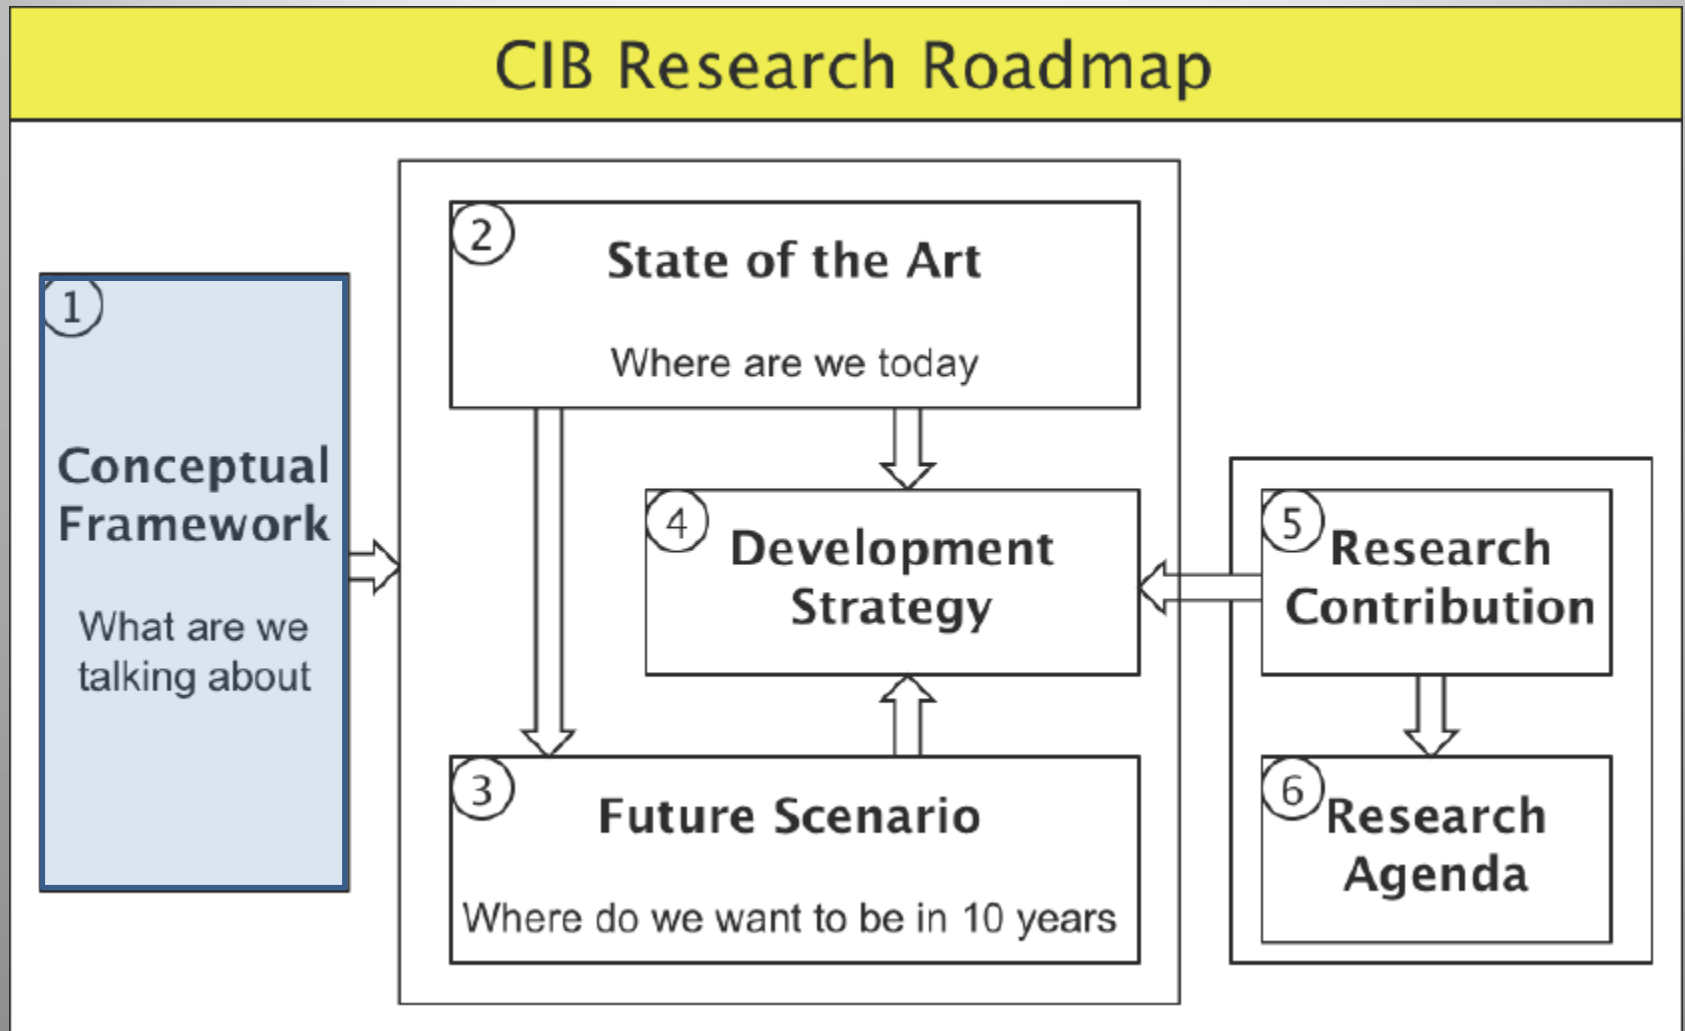 CIB Research Roadmap
1
Conceptual
Framework
What are we
talking about
2
State of the Art
Where are we today
3
Future Scenario
Where do we want to be in 10 years
4
Development
Strategy
5
Research
Contribution
6
Research
Agenda